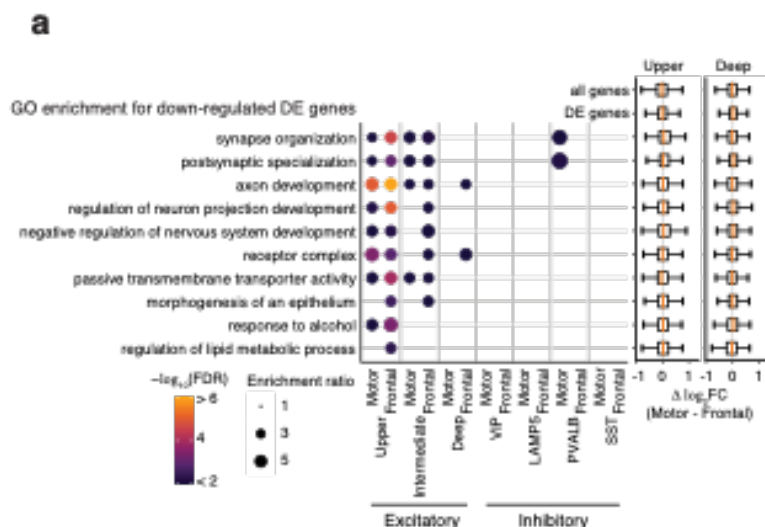 a
Upper Deep
all genes
GO enrichment for down-regulated DE genes
DE genes
synapse organization
postsynaptic specialization
axon development
regulation of neuron projection development
negative regulation of nervous system development
receptor complex
passive transmembrane transporter activity
morphogenesis of an epithelium
response to alcohol
regulation of lipid metabolic process
-1 0 1 -1 0 1
Δ log₂FC
(Motor - Frontal)
−log₁₀(FDR)
> 6
4
< 2
Enrichment ratio
1
3
5
Motor Frontal Motor Frontal Motor Frontal Motor Frontal Motor Frontal Motor Frontal Motor Frontal
Upper Intermediate Deep VIP LAMP5 PVALB SST
Excitatory Inhibitory